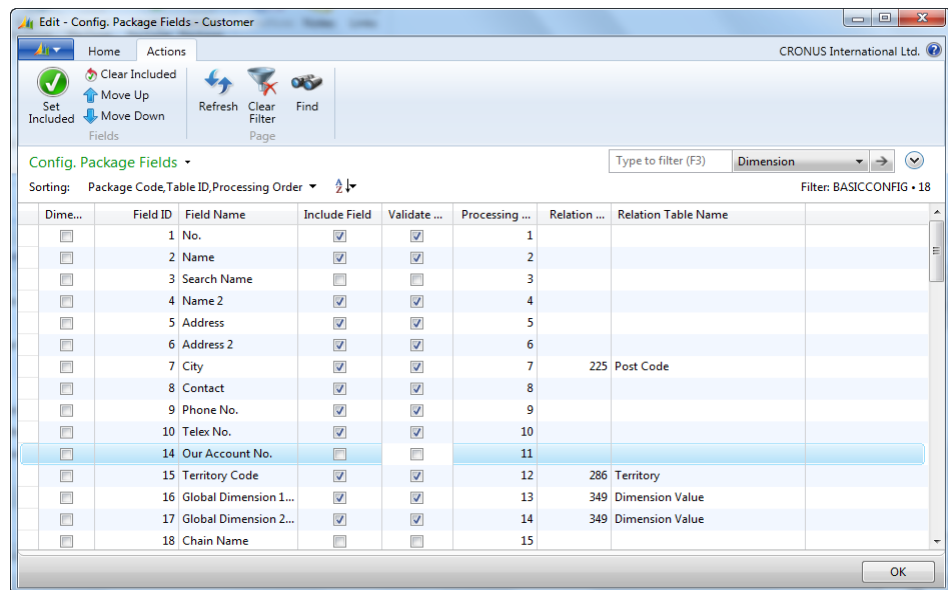 Edit - Config. Package Fields - Customer
Home Actions CRONUS International Ltd.
Set Included
Clear Included
Move Up
Move Down
Fields
Refresh
Clear Filter
Find
Page
Config. Package Fields Type to filter (F3) Dimension
Sorting: Package Code,Table ID,Processing Order Filter: BASICCONFIG • 18
Dime... Field ID Field Name Include Field Validate ... Processing ... Relation ... Relation Table Name
1 No. 1
2 Name 2
3 Search Name 3
4 Name 2 4
5 Address 5
6 Address 2 6
7 City 7 225 Post Code
8 Contact 8
9 Phone No. 9
10 Telex No. 10
14 Our Account No. 11
15 Territory Code 12 286 Territory
16 Global Dimension 1... 13 349 Dimension Value
17 Global Dimension 2... 14 349 Dimension Value
18 Chain Name 15
OK